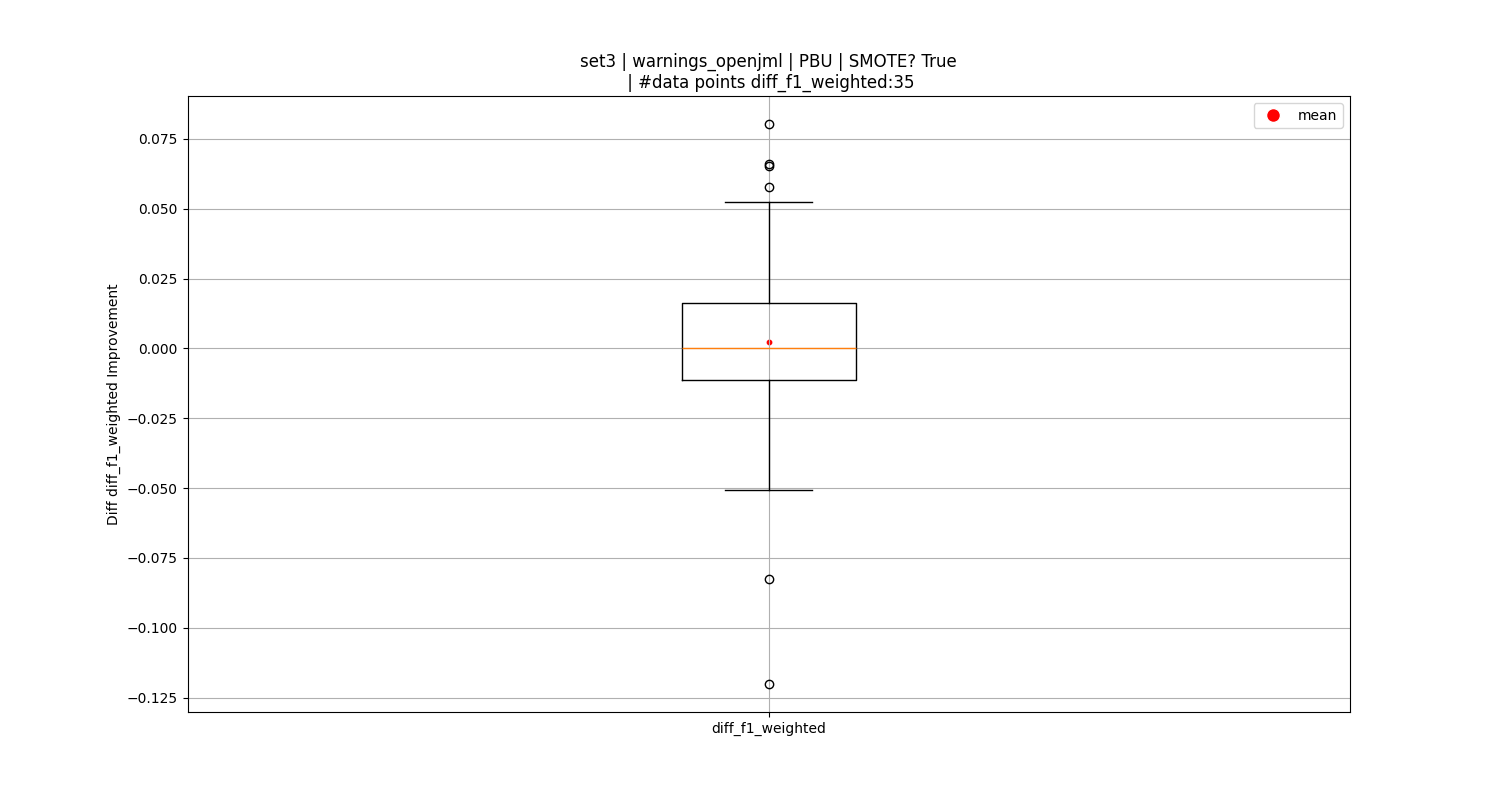 set3 | warnings_openjml | PBU | SMOTE? True
| #data points diff_f1_weighted:35
mean
0.075
0.050
0.025
0.000
−0.025
−0.050
−0.075
−0.100
−0.125
Diff diff_f1_weighted Improvement
diff_f1_weighted